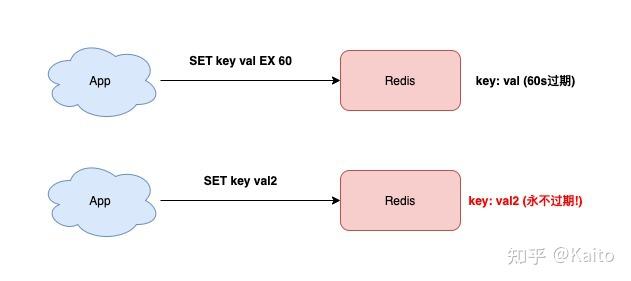 App
SET key val EX 60
Redis
key: val (60s过期)
App
SET key val2
Redis
key: val2 (永不过期!)
知乎 @Kaito